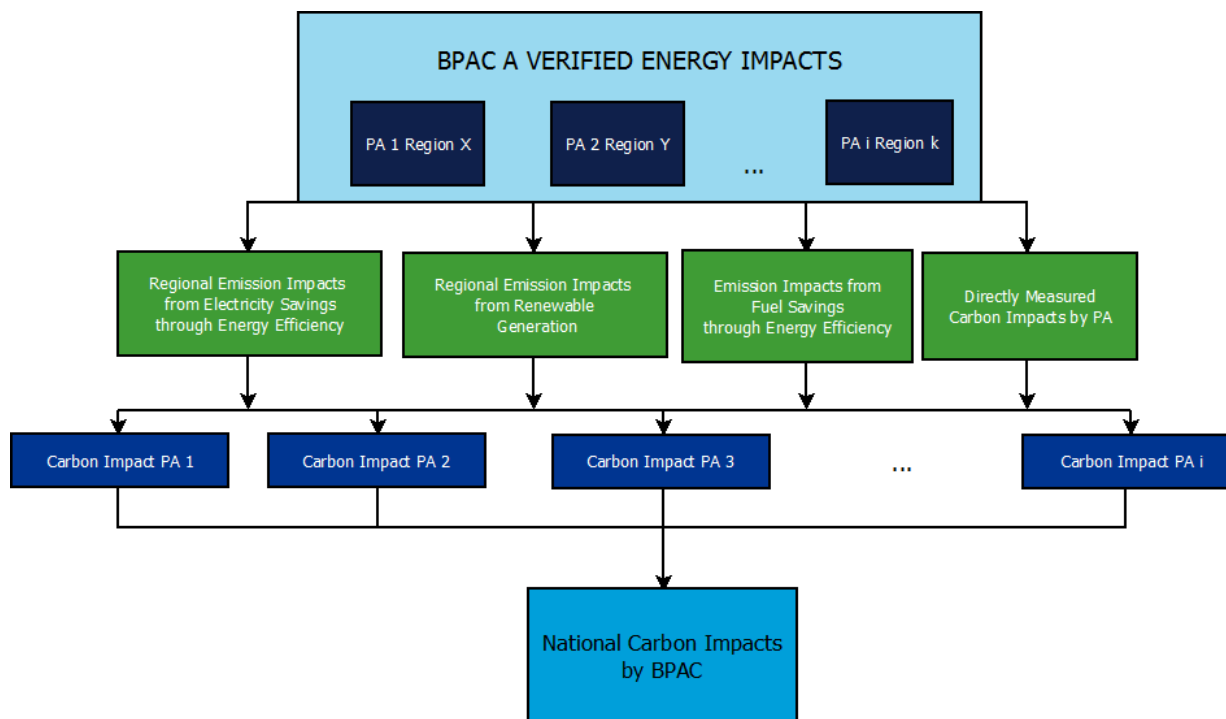 BPAC A VERIFIED ENERGY IMPACTS
PA 1 Region X
PA 2 Region Y
...
PA i Region k
Regional Emission Impacts
from Electricity Savings
through Energy Efficiency
Regional Emission Impacts
from Renewable
Generation
Emission Impacts from
Fuel Savings
through Energy Efficiency
Directly Measured
Carbon Impacts by PA
Carbon Impact PA 1
Carbon Impact PA 2
Carbon Impact PA 3
...
Carbon Impact PA i
National Carbon Impacts
by BPAC